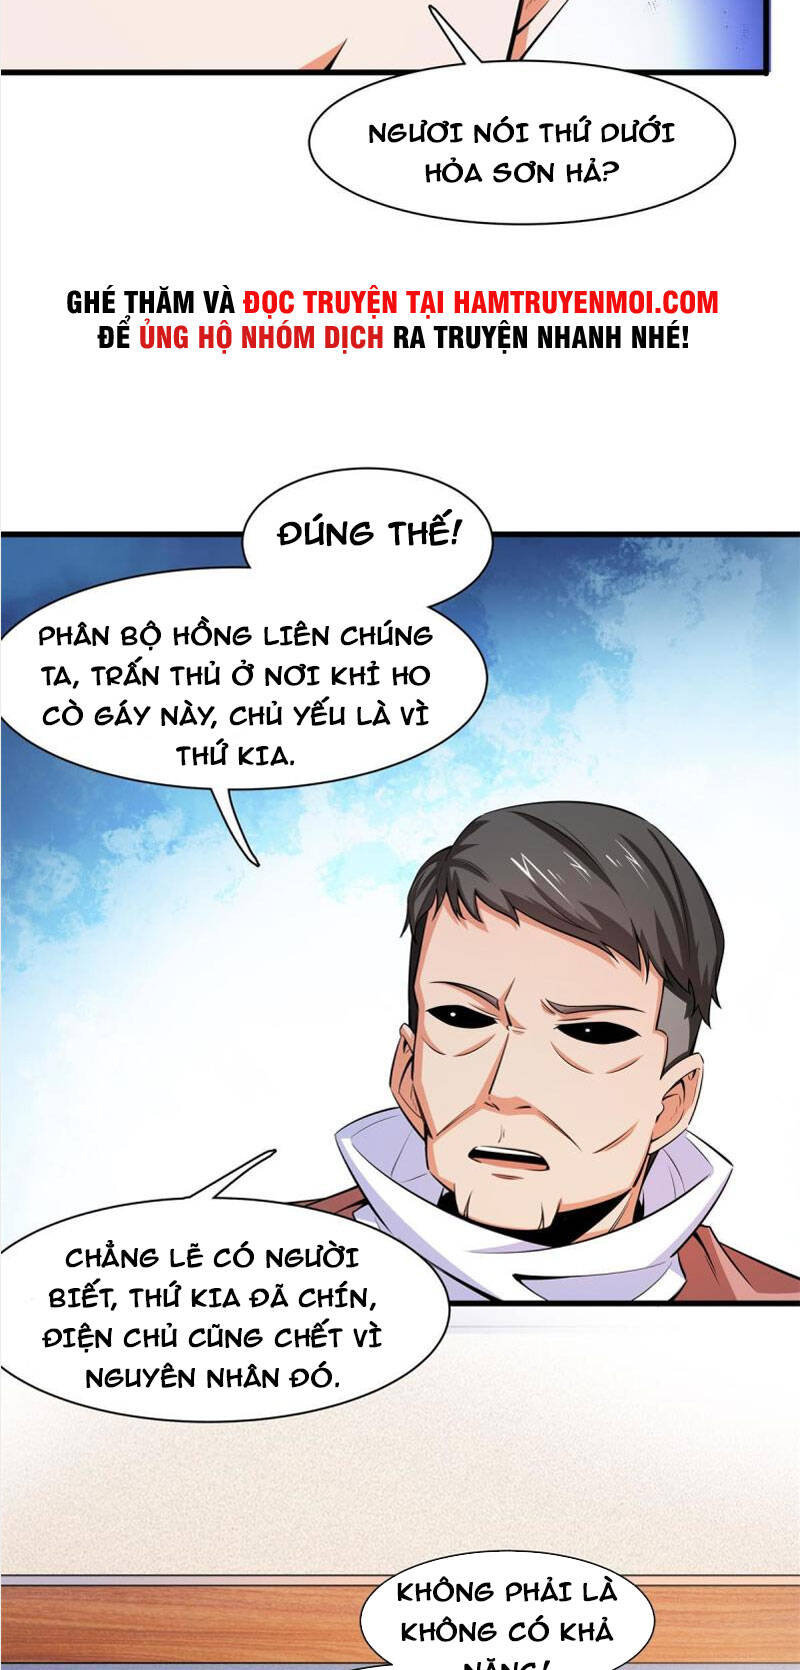 NGƯƠI NÓI THỨ DƯỚI
HỎA SƠN HẢ?
GHÉ THĂM VÀ ĐỌC TRUYỆN TẠI HAMTRUYENMOI.COM
ĐỂ ỦNG HỘ NHÓM DỊCH RA TRUYỆN NHANH NHÉ!
ĐÚNG THẾ!
PHÂN BỘ HỒNG LIÊN CHÚNG
TA, TRẤN THỦ Ở NƠI KHỈ HO
CÒ GÁY NÀY, CHỦ YẾU LÀ VÌ
THỨ KIA.
CHẲNG LẼ CÓ NGƯỜI
BIẾT, THỨ KIA ĐÃ CHÍN,
ĐIỆN CHỦ CŨNG CHẾT VÌ
NGUYÊN NHÂN ĐÓ.
KHÔNG PHẢI LÀ
KHÔNG CÓ KHẢ
NĂNG!